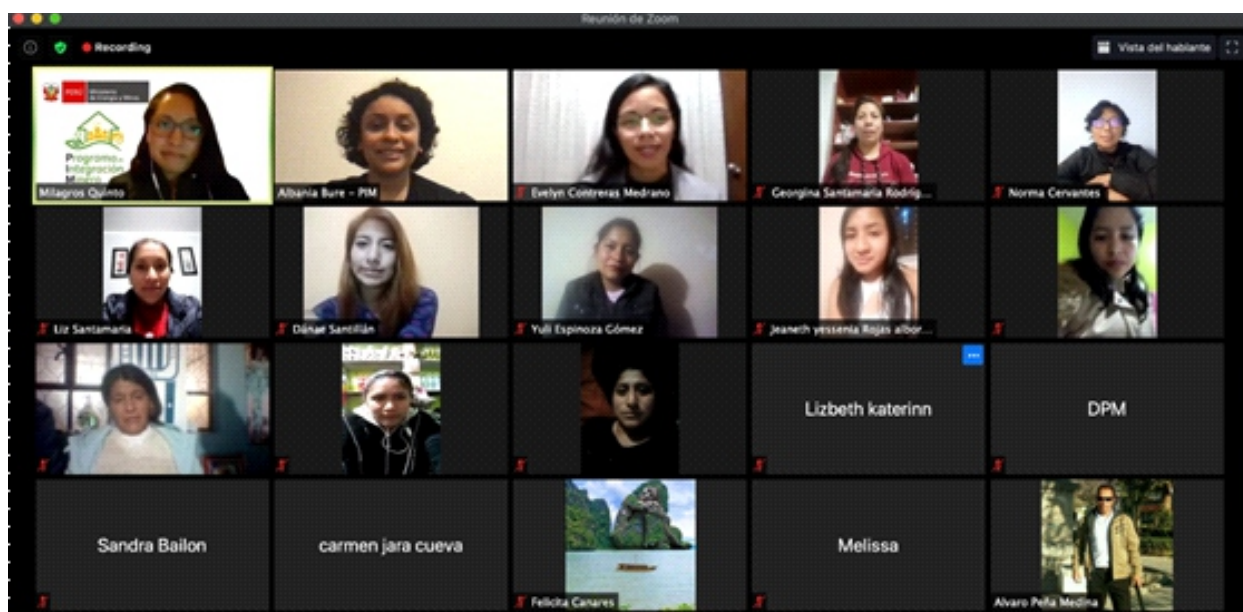 Reunión de Zoom
Recording
Vista del hablante
PERÚ
Ministerio
de Energía y Minas
Programa de
Integración
Milagros Quinto
Albania Bure - PIM
Evelyn Contreras Medrano
Georgina Santamaria Rodrig...
Norma Cervantes
Liz Santamaria
Dánae Santillán
Yuli Espinoza Gómez
Jeaneth yessenia Rojas albor...
Lizbeth katerinn
DPM
Sandra Bailon
carmen jara cueva
Felicita Canares
Melissa
Alvaro Peña Medina